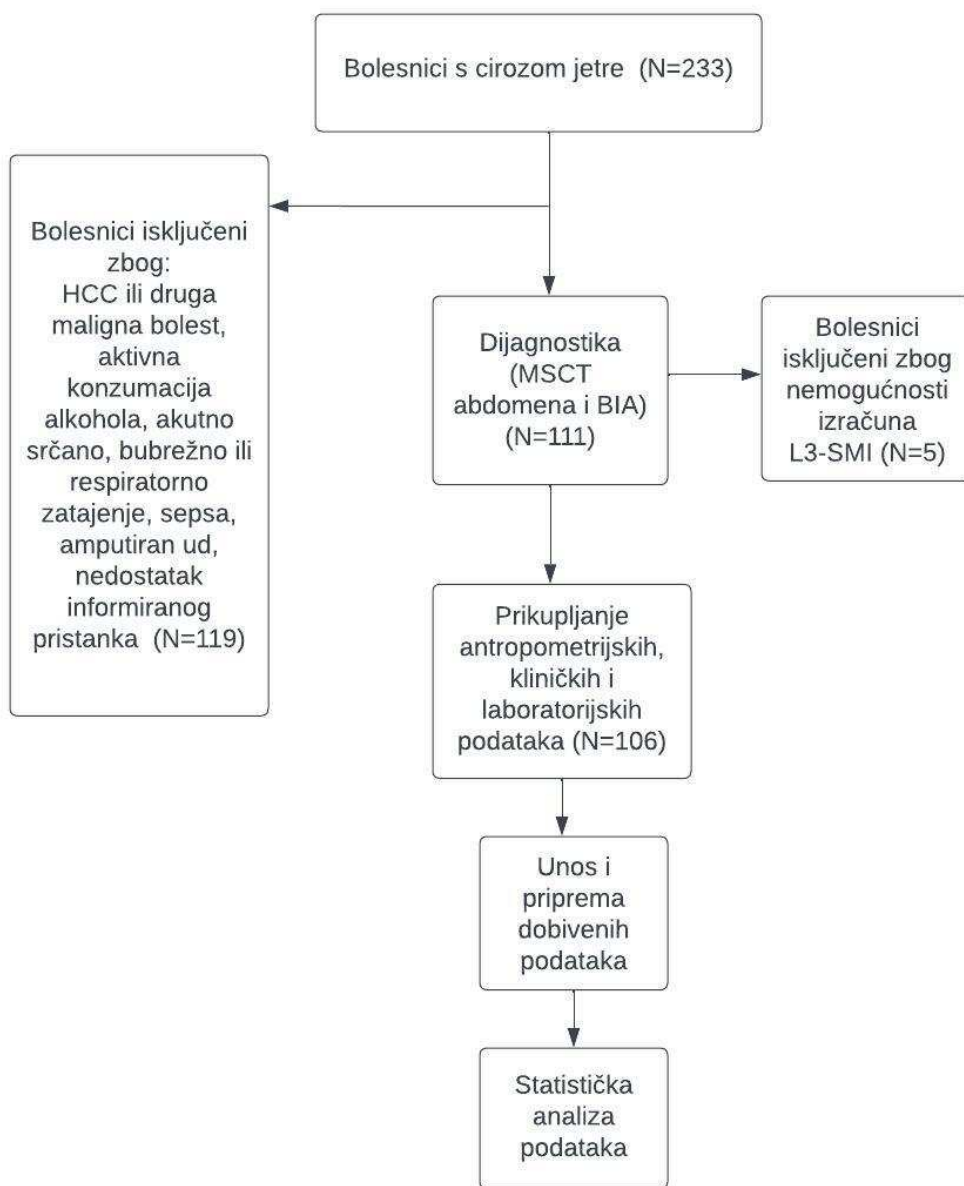 Bolesnici s cirozom jetre (N=233)
Bolesnici isključeni
zbog:
HCC ili druga
maligna bolest,
aktivna
konzumacija
alkohola, akutno
srčano, bubrežno ili
respiratorno
zatajenje, sepsa,
amputiran ud,
nedostatak
informiranog
pristanka (N=119)
Dijagnostika
(MSCT
abdomena i BIA)
(N=111)
Bolesnici
isključeni zbog
nemogućnosti
izračuna
L3-SMI (N=5)
Prikupljanje
antropometrijskih,
kliničkih i
laboratorijskih
podataka (N=106)
Unos i
priprema
dobivenih
podataka
Statistička
analiza
podataka